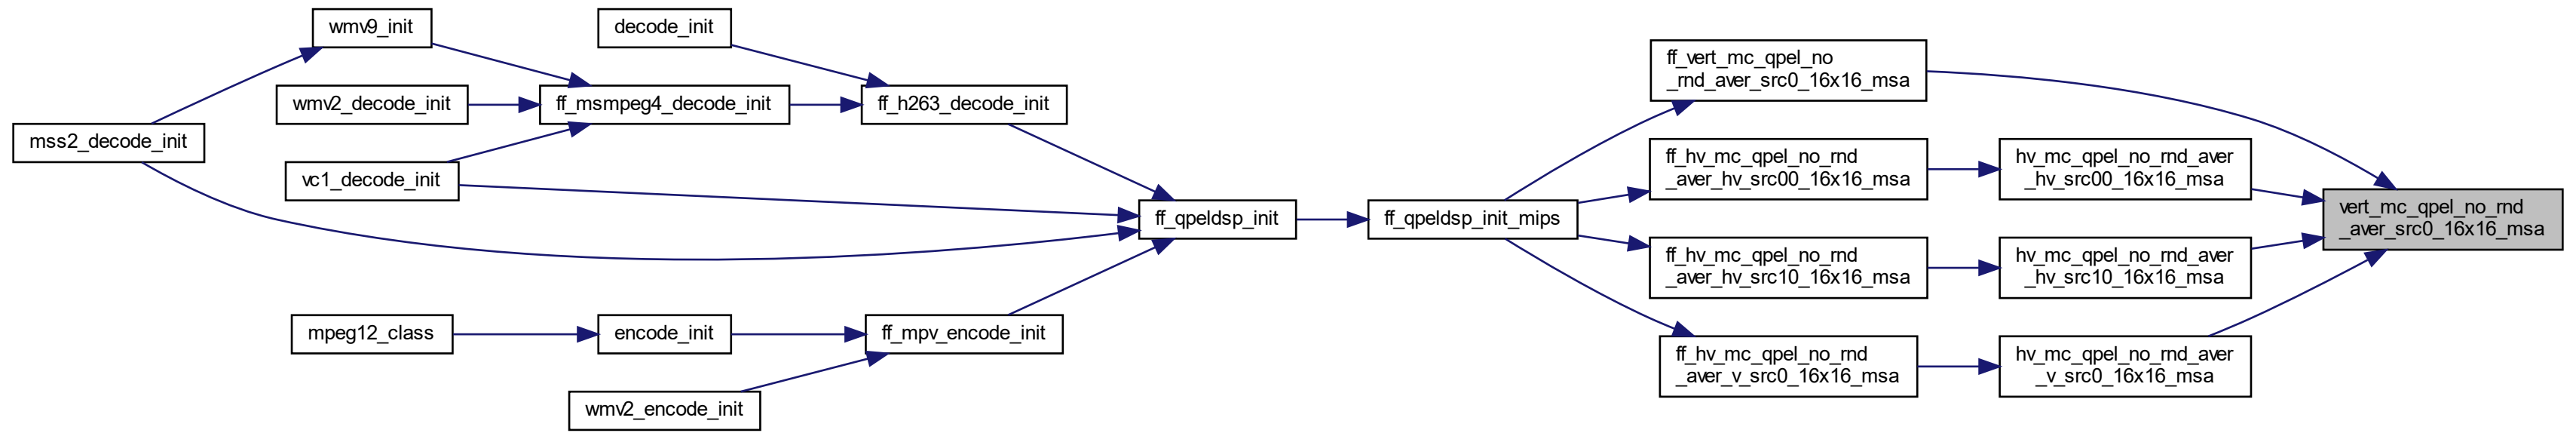 wmv9_init
decode_init
ff_vert_mc_qpel_no
_rnd_aver_src0_16x16_msa
wmv2_decode_init
ff_msmpeg4_decode_init
ff_h263_decode_init
mss2_decode_init
vc1_decode_init
ff_hv_mc_qpel_no_rnd
_aver_hv_src00_16x16_msa
hv_mc_qpel_no_rnd_aver
_hv_src00_16x16_msa
ff_qpeldsp_init
ff_qpeldsp_init_mips
vert_mc_qpel_no_rnd
_aver_src0_16x16_msa
ff_hv_mc_qpel_no_rnd
_aver_hv_src10_16x16_msa
hv_mc_qpel_no_rnd_aver
_hv_src10_16x16_msa
mpeg12_class
encode_init
ff_mpv_encode_init
ff_hv_mc_qpel_no_rnd
_aver_v_src0_16x16_msa
hv_mc_qpel_no_rnd_aver
_v_src0_16x16_msa
wmv2_encode_init